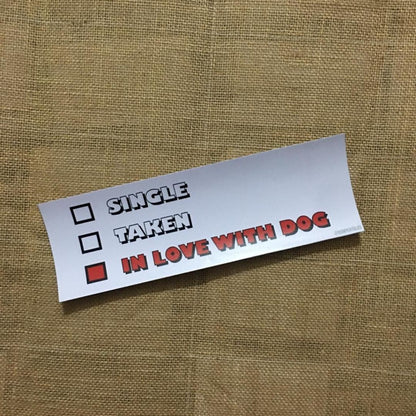 SINGLE
TAKEN
IN LOVE WITH DOG